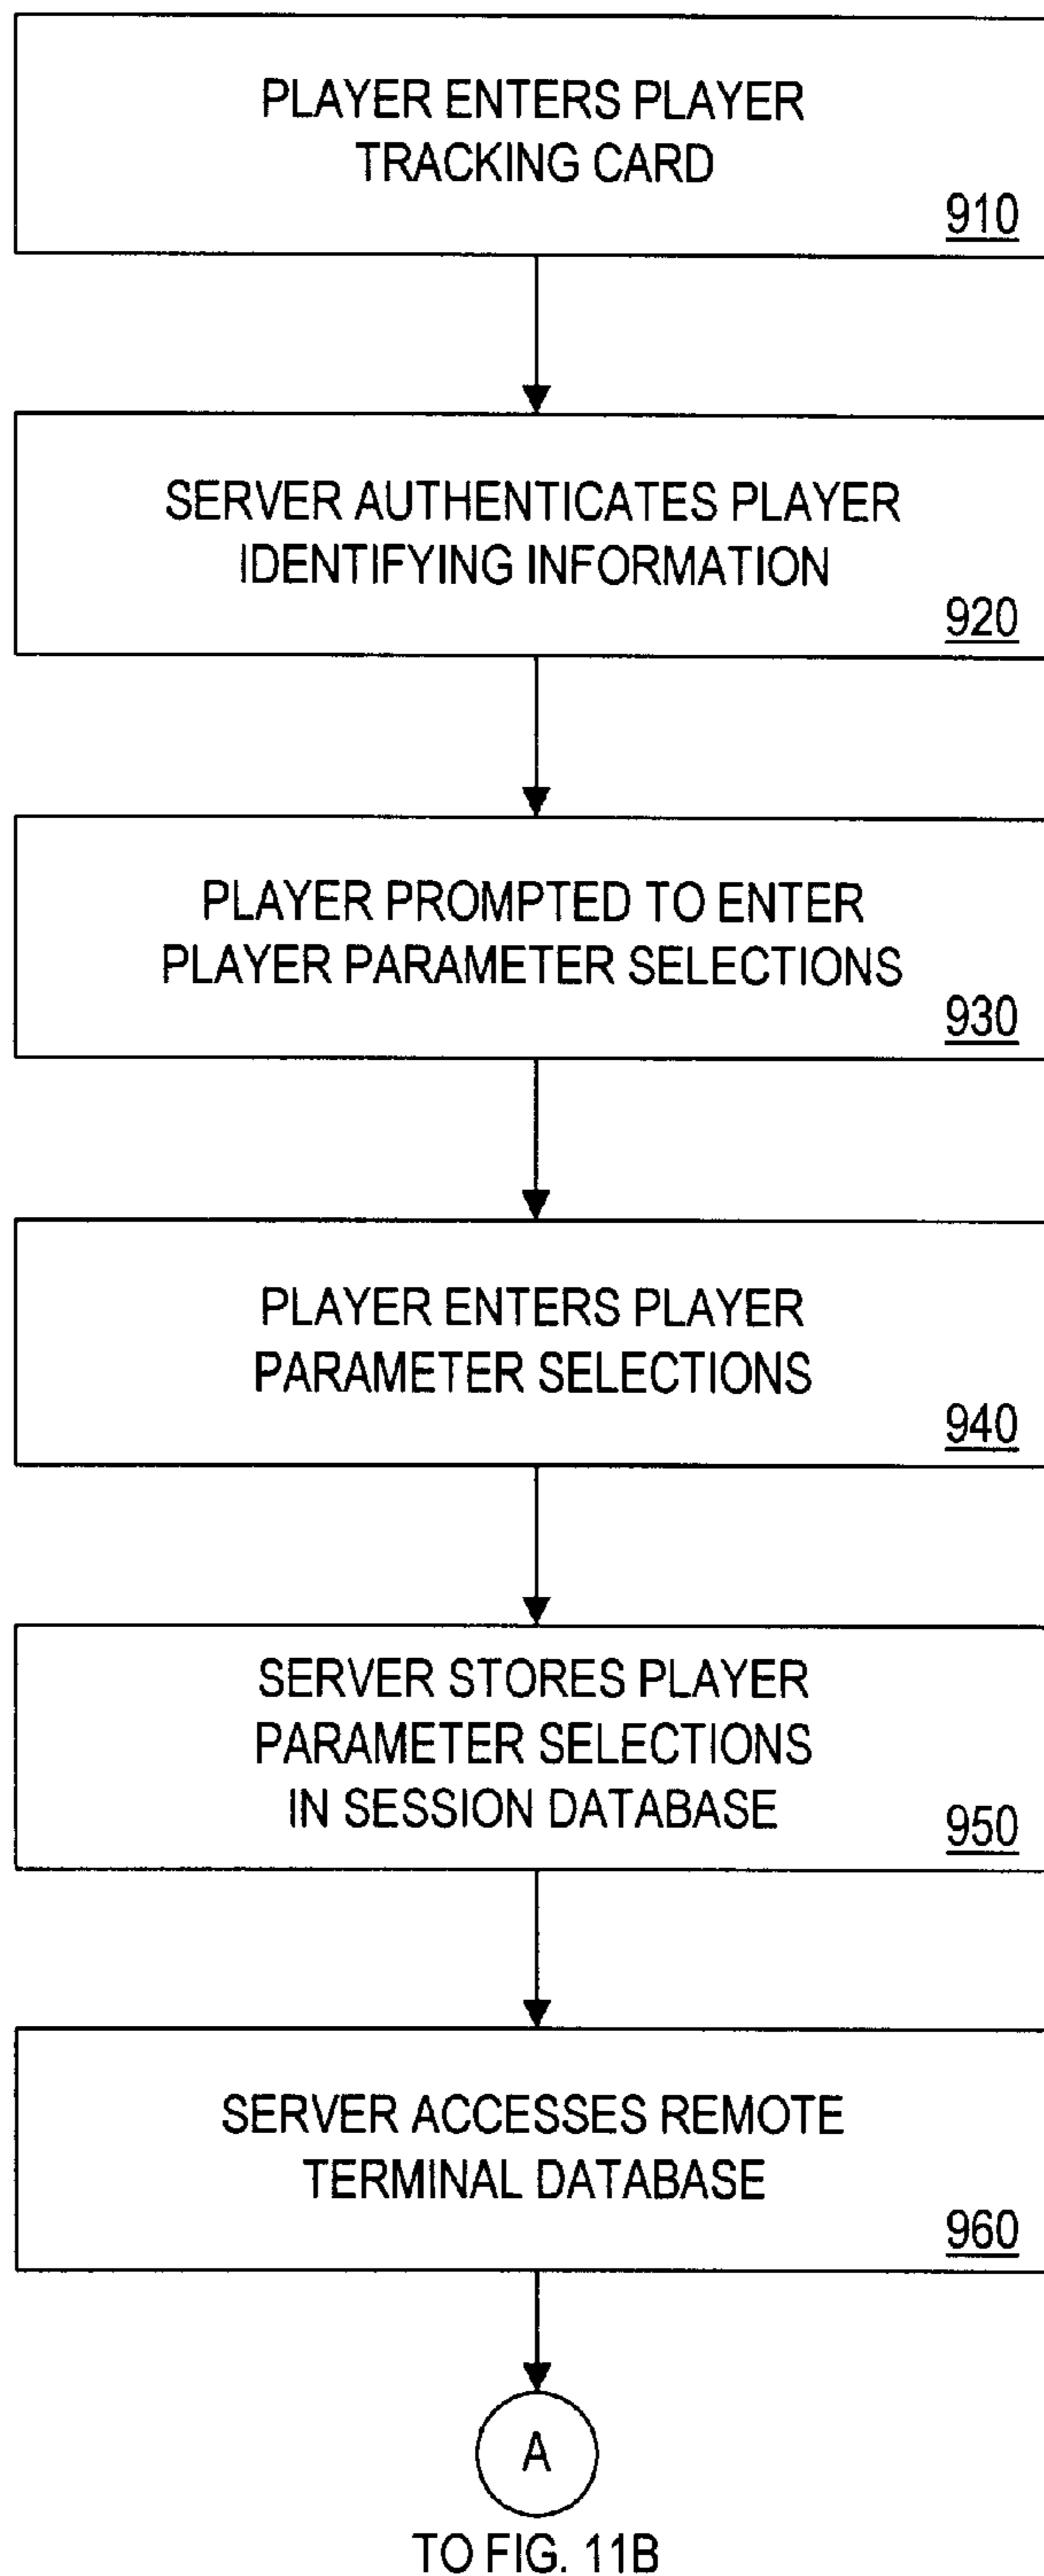 PLAYER ENTERS PLAYER
TRACKING CARD
910
SERVER AUTHENTICATES PLAYER
IDENTIFYING INFORMATION
920
PLAYER PROMPTED TO ENTER
PLAYER PARAMETER SELECTIONS
930
PLAYER ENTERS PLAYER
PARAMETER SELECTIONS
940
SERVER STORES PLAYER
PARAMETER SELECTIONS
IN SESSION DATABASE
950
SERVER ACCESSES REMOTE
TERMINAL DATABASE
960
A
TO FIG. 11B